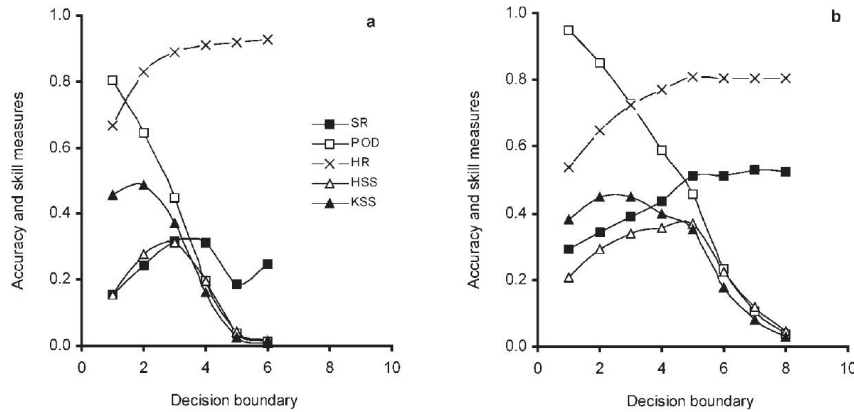 a
Accuracy and skill measures
1.0
0.8
0.6
0.4
0.2
0.0
0 2 4 6 8 10
Decision boundary
SR
POD
HR
HSS
KSS
b
Accuracy and skill measures
1.0
0.8
0.6
0.4
0.2
0.0
0 2 4 6 8 10
Decision boundary